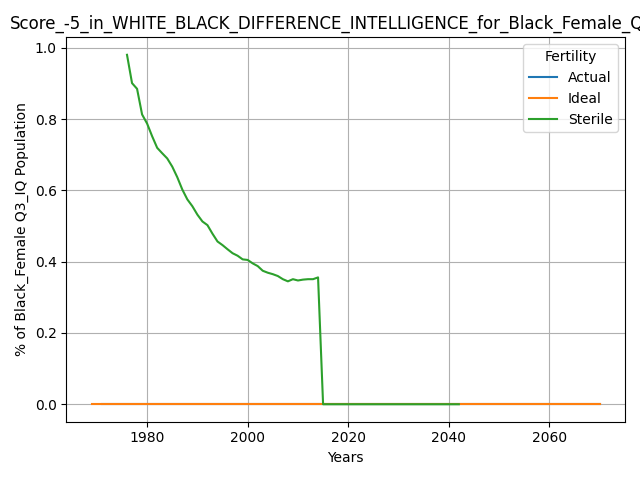 Score_-5_in_WHITE_BLACK_DIFFERENCE_INTELLIGENCE_for_Black_Female_Q
Fertility
Actual
Ideal
Sterile
% of Black_Female Q3_IQ Population
1.0
0.8
0.6
0.4
0.2
0.0
1980 2000 2020 2040 2060
Years